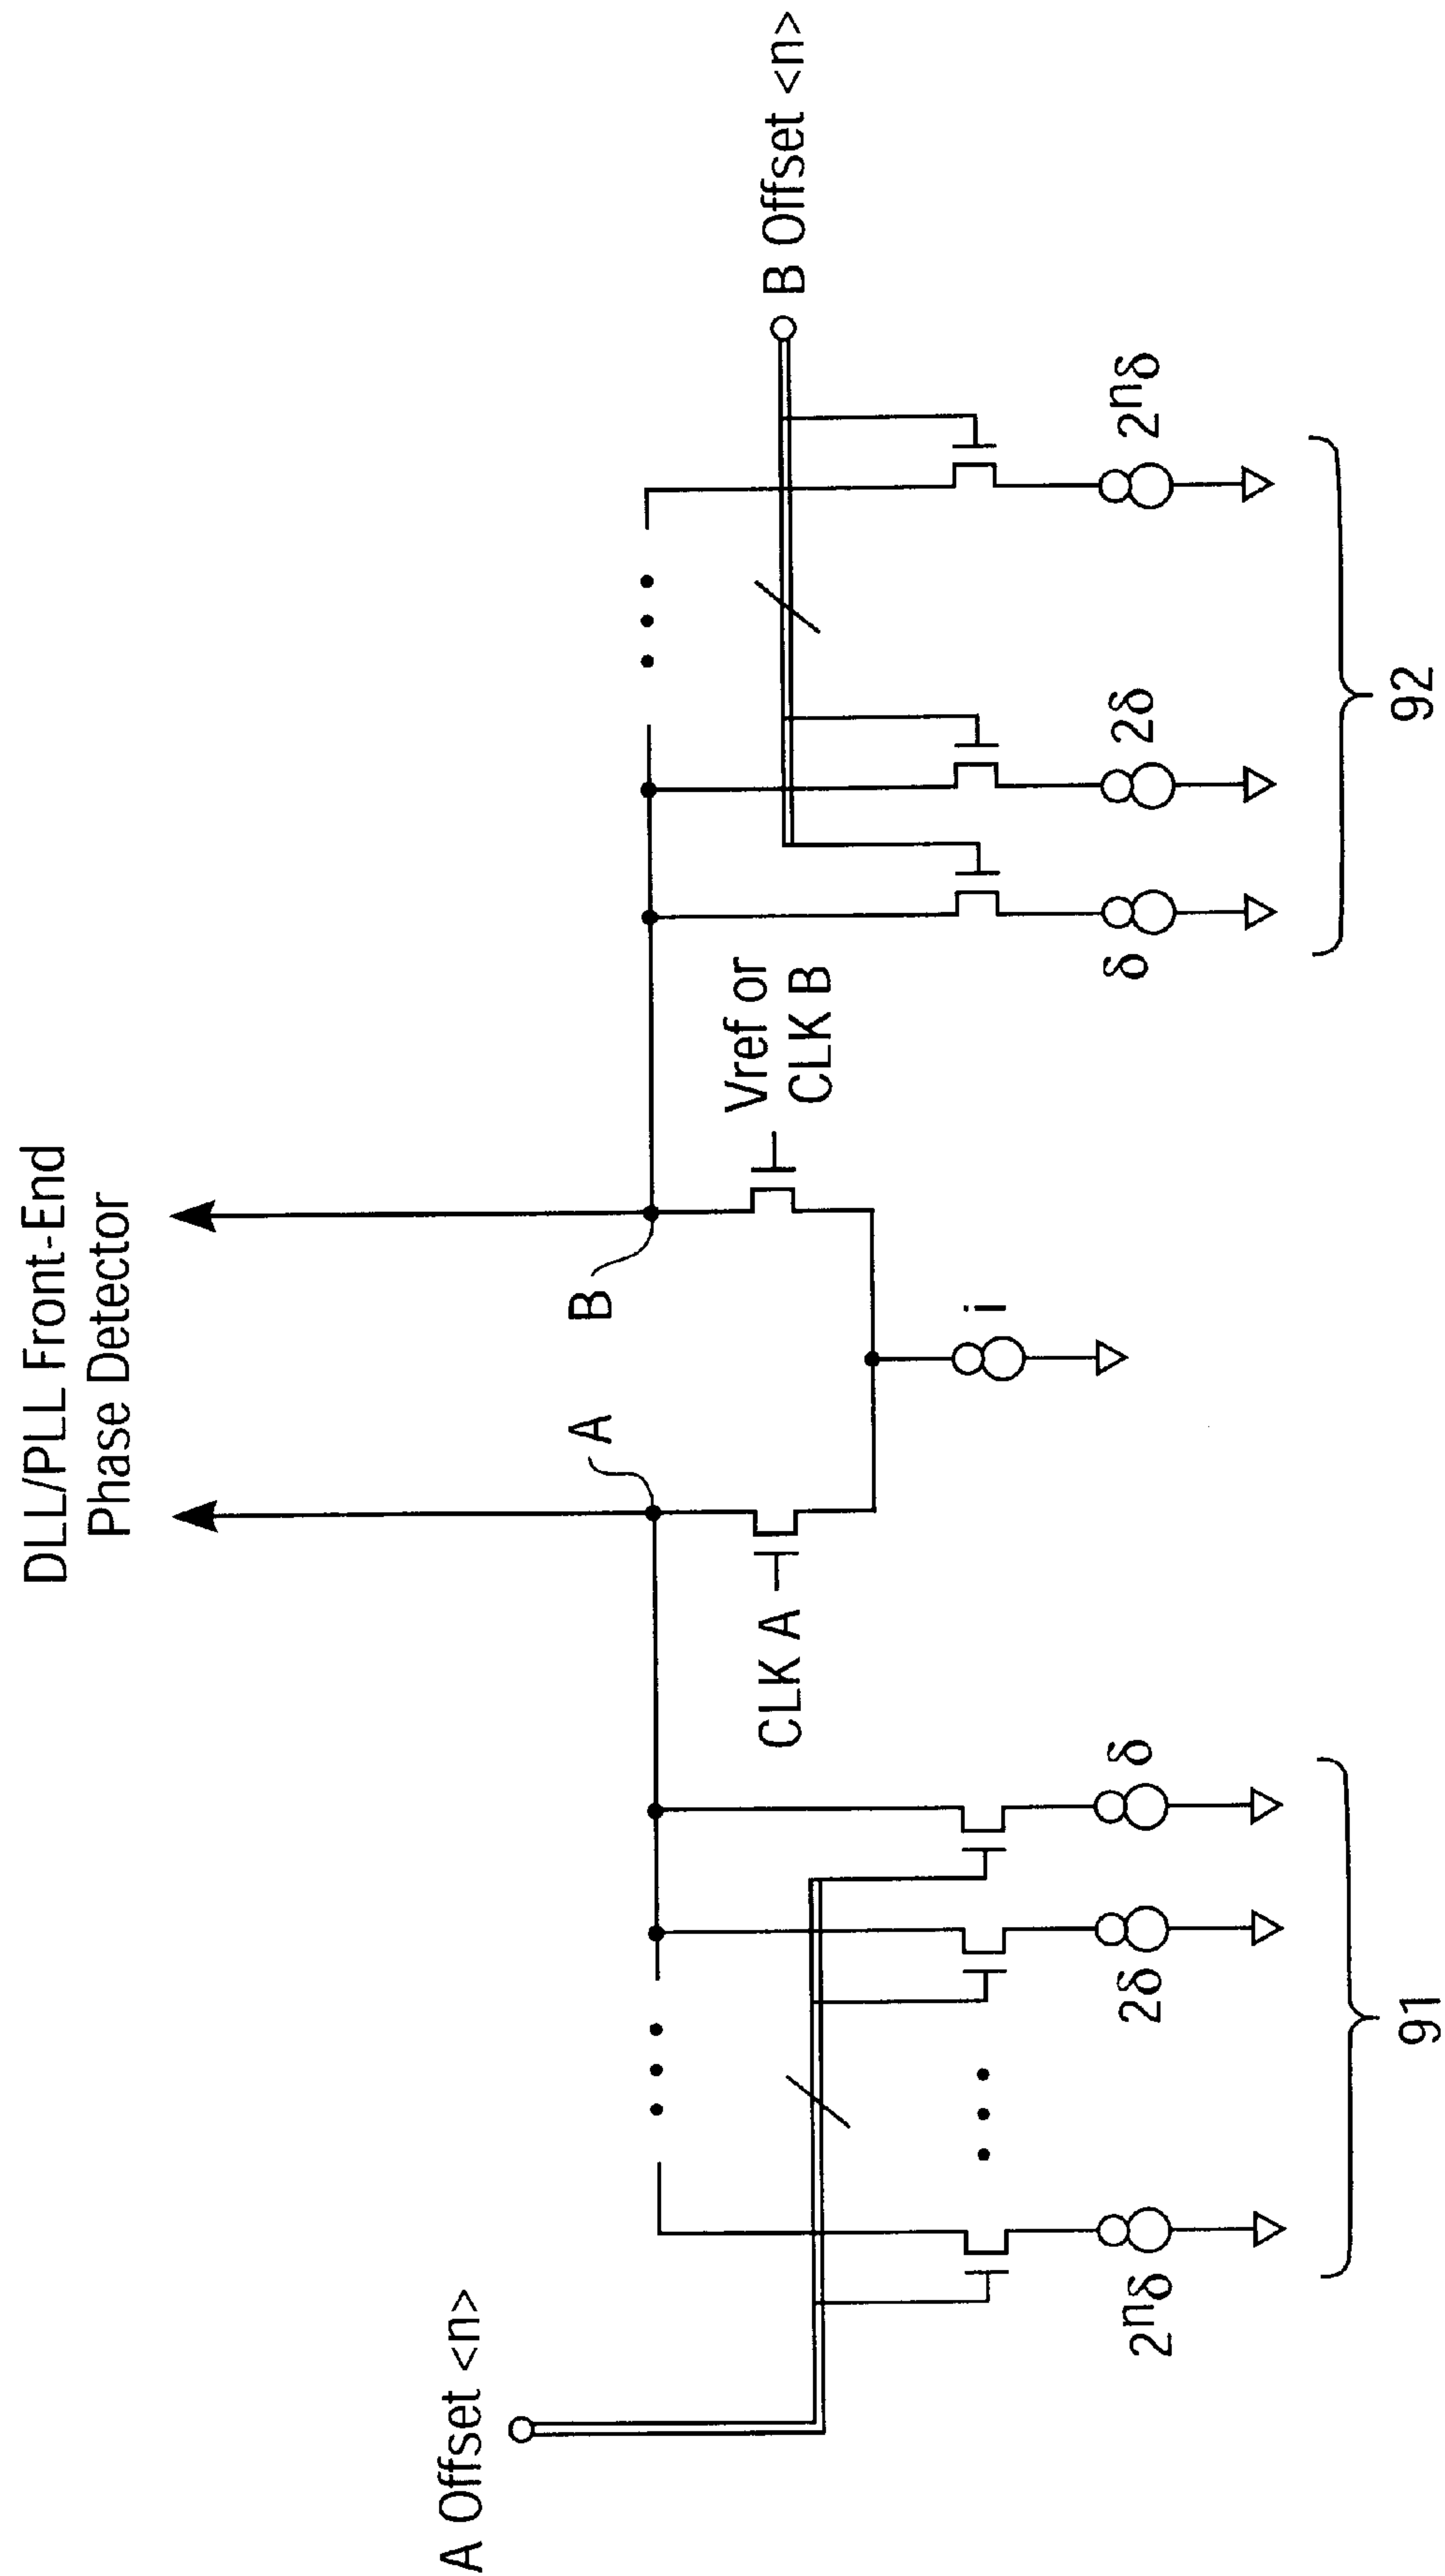 DLL/PLL Front-End
Phase Detector
A Offset <n>
A
B
B Offset <n>
CLK A
Vref or
CLK B
i
2ⁿδ
2δ
δ
δ
2δ
2ⁿδ
91
92